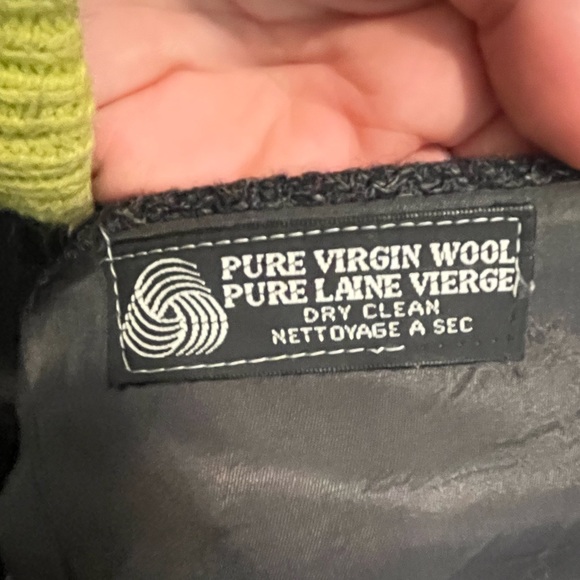 PURE VIRGIN WOOL
PURE LAINE VIERGE
DRY CLEAN
NETTOYAGE A SEC